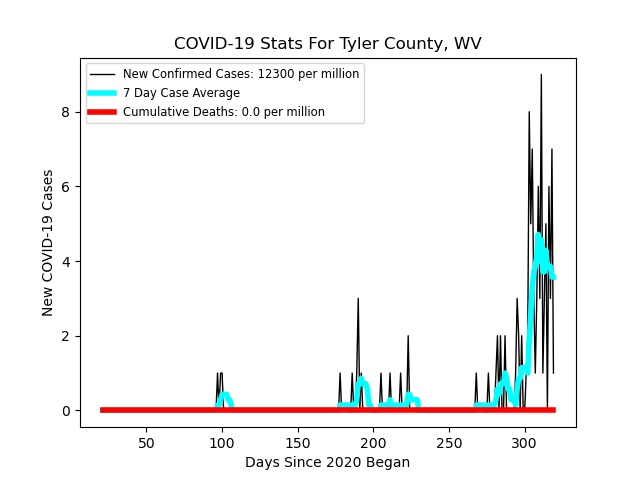 COVID-19 Stats For Tyler County, WV
New Confirmed Cases: 12300 per million
7 Day Case Average
Cumulative Deaths: 0.0 per million
New COVID-19 Cases
8
6
4
2
0
50 100 150 200 250 300
Days Since 2020 Began